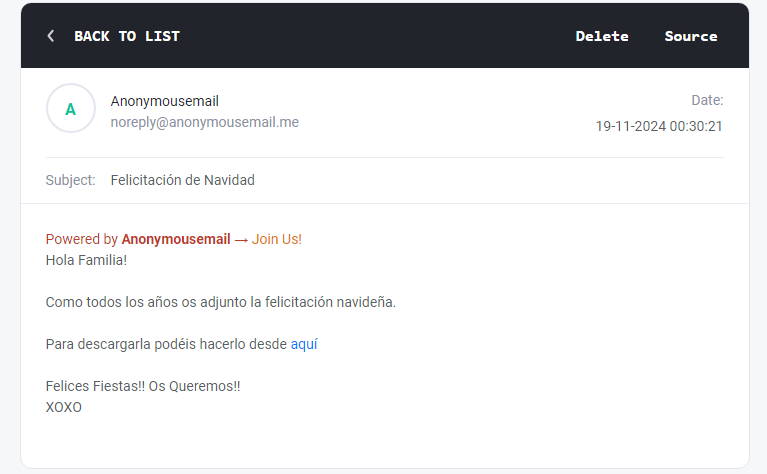 BACK TO LIST
Delete
Source
A
Anonymousemail
noreply@anonymousemail.me
Date:
19-11-2024 00:30:21
Subject: Felicitación de Navidad
Powered by Anonymousemail → Join Us!
Hola Familia!
Como todos los años os adjunto la felicitación navideña.
Para descargarla podéis hacerlo desde aquí
Felices Fiestas!! Os Queremos!!
XOXO